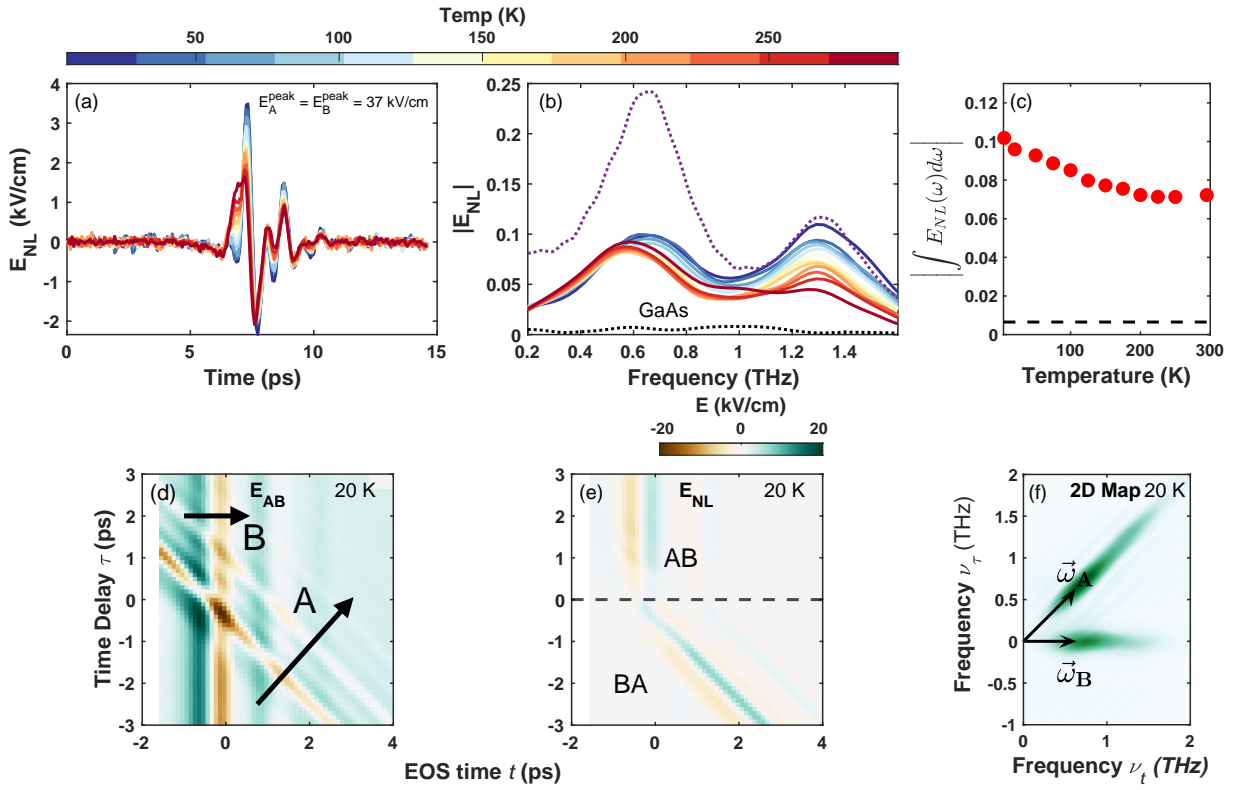 Temp (K)
50 100 150 200 250
(a)
E_A^peak = E_B^peak = 37 kV/cm
E_NL (kV/cm)
4
3
2
1
0
-1
-2
0 5 10 15
Time (ps)
(b)
|E_NL|
0.25
0.2
0.15
0.1
0.05
0
GaAs
0.2 0.4 0.6 0.8 1 1.2 1.4
Frequency (THz)
(c)
|∫ E_NL(ω)dω|
0.12
0.1
0.08
0.06
0.04
0.02
0
100 200 300
Temperature (K)
E (kV/cm)
-20 0 20
(d)
E_AB
20 K
B
A
Time Delay τ (ps)
3
2
1
0
-1
-2
-3
-2 0 2 4
(e)
E_NL
20 K
AB
BA
3
2
1
0
-1
-2
-3
-2 0 2 4
EOS time t (ps)
(f)
2D Map 20 K
ω⃗_A
ω⃗_B
Frequency ν_τ (THz)
2
1.5
1
0.5
0
-0.5
-1
0 1 2
Frequency ν_t (THz)